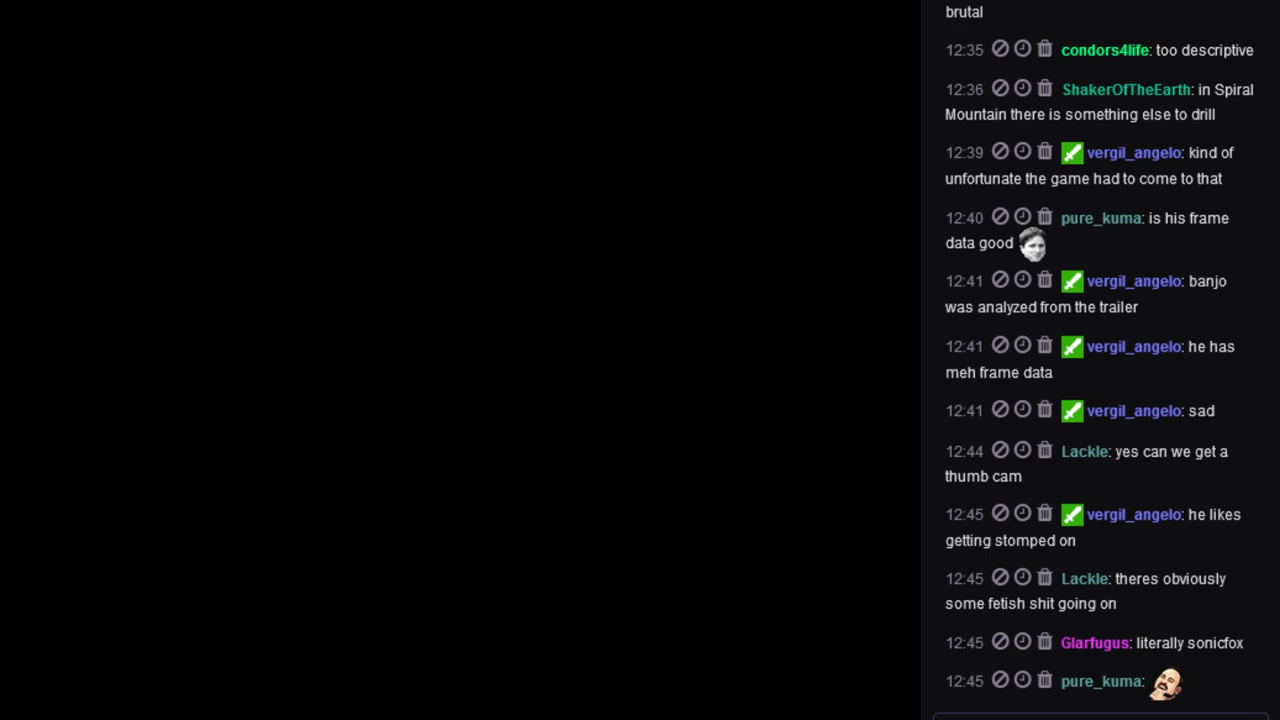 brutal
12:35 condors4life: too descriptive
12:36 ShakerOfTheEarth: in Spiral
Mountain there is something else to drill
12:39 vergil_angelo: kind of
unfortunate the game had to come to that
12:40 pure_kuma: is his frame
data good
12:41 vergil_angelo: banjo
was analyzed from the trailer
12:41 vergil_angelo: he has
meh frame data
12:41 vergil_angelo: sad
12:44 Lackle: yes can we get a
thumb cam
12:45 vergil_angelo: he likes
getting stomped on
12:45 Lackle: theres obviously
some fetish shit going on
12:45 Glarfugus: literally sonicfox
12:45 pure_kuma: